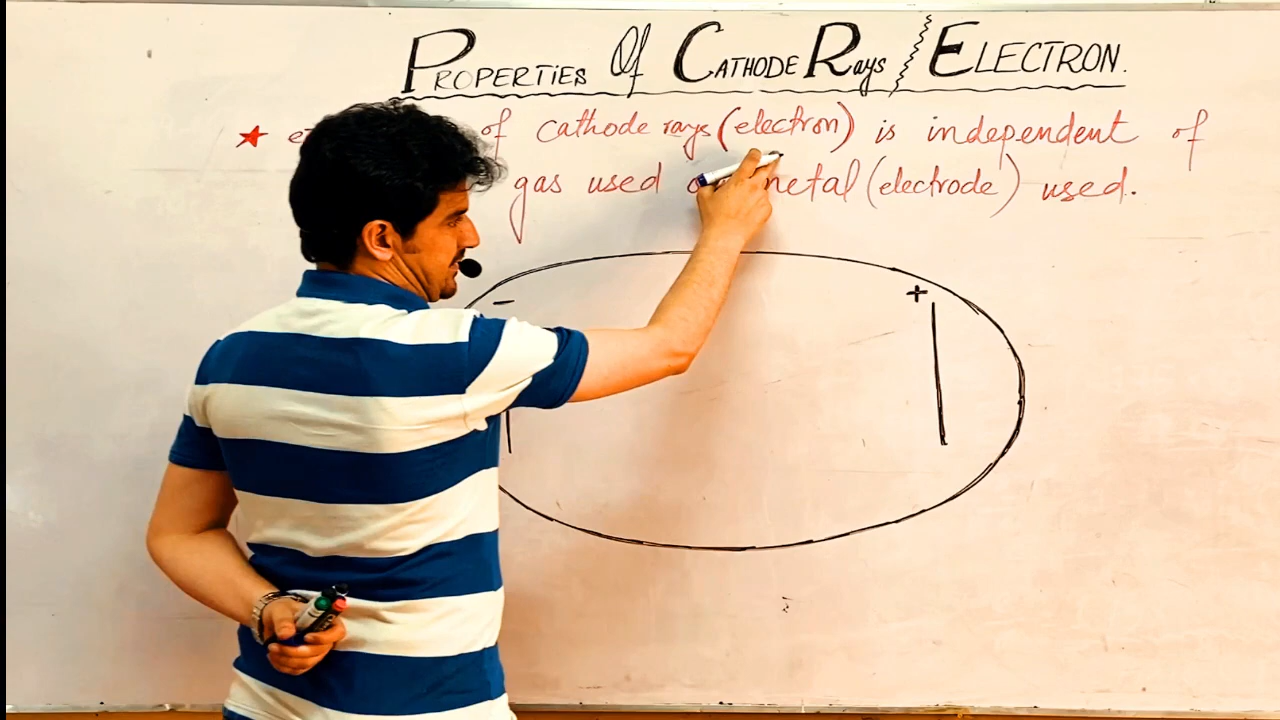 PROPERTIES Of CATHODE RAys / ELECTRON.
★ of cathode rays (electron) is independent of
gas used metal (electrode) used.
- +